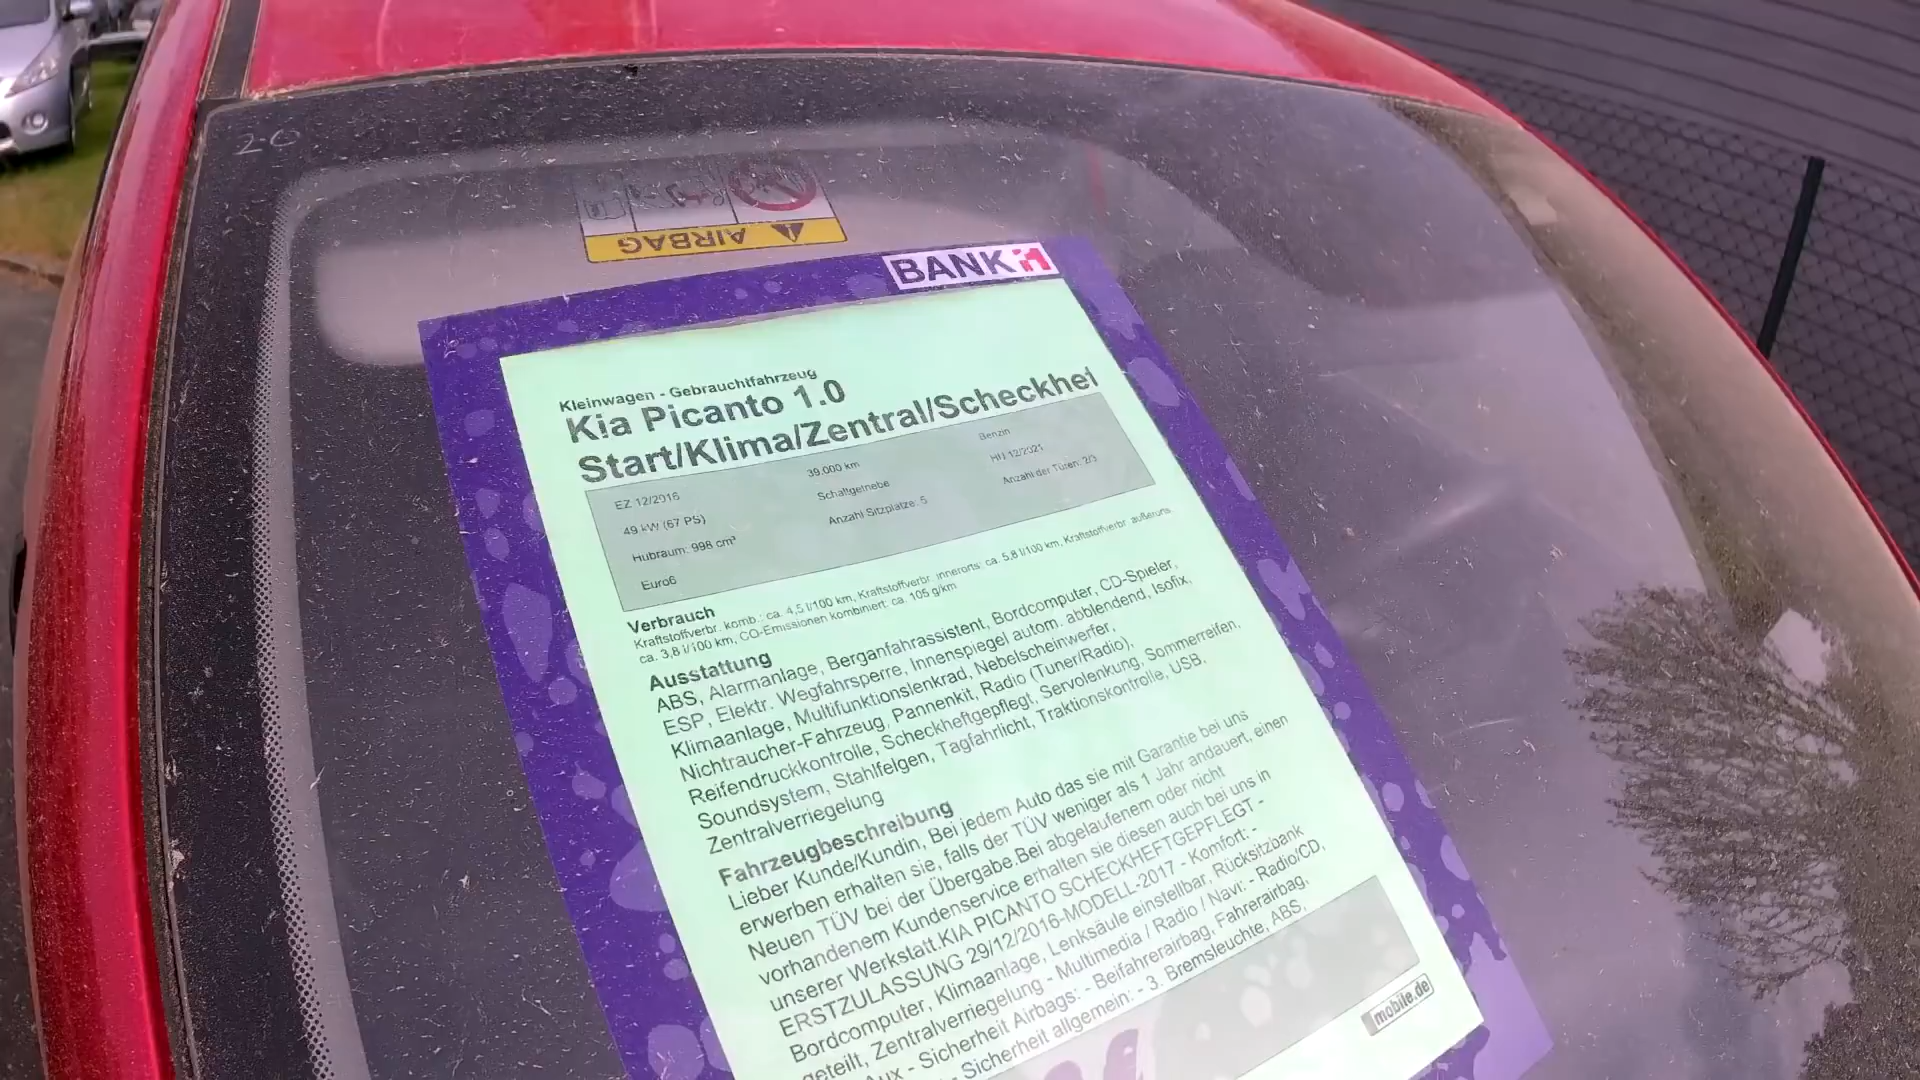 20
AIRBAG
BANK11
Kleinwagen - Gebrauchtfahrzeug
Kia Picanto 1.0
Start/Klima/Zentral/Scheckhef
EZ 12/2016
39.000 km
Benzin
49 kW (67 PS)
Schaltgetriebe
HU 12/2021
Hubraum: 998 cm³
Anzahl Sitzplätze: 5
Anzahl der Türen: 2/3
Euro6
Verbrauch
Kraftstoffverbr. komb.: ca. 4,5 l/100 km, Kraftstoffverbr. innerorts: ca. 5,8 l/100 km, Kraftstoffverbr. außerorts:
ca. 3,8 l/100 km, CO-Emissionen kombiniert: ca. 105 g/km
Ausstattung
ABS, Alarmanlage, Berganfahrassistent, Bordcomputer, CD-Spieler,
ESP, Elektr. Wegfahrsperre, Innenspiegel autom. abblendend, Isofix,
Klimaanlage, Multifunktionslenkrad, Nebelscheinwerfer,
Nichtraucher-Fahrzeug, Pannenkit, Radio (Tuner/Radio),
Reifendruckkontrolle, Scheckheftgepflegt, Servolenkung, Sommerreifen,
Soundsystem, Stahlfelgen, Tagfahrlicht, Traktionskontrolle, USB,
Zentralverriegelung
Fahrzeugbeschreibung
Lieber Kunde/Kundin, Bei jedem Auto das sie mit Garantie bei uns
erwerben erhalten sie, falls der TÜV weniger als 1 Jahr andauert, einen
Neuen TÜV bei der Übergabe.Bei abgelaufenem oder nicht
vorhandenem Kundenservice erhalten sie diesen auch bei uns in
unserer Werkstatt.KIA PICANTO SCHECKHEFTGEPFLEGT -
ERSTZULASSUNG 29/12/2016-MODELL-2017 - Komfort: -
Bordcomputer, Klimaanlage, Lenksäule einstellbar, Rücksitzbank
geteilt, Zentralverriegelung - Multimedia / Radio / Navi: - Radio/CD,
Aux - Sicherheit Airbags: - Beifahrerairbag, Fahrerairbag,
- Sicherheit allgemein: - 3. Bremsleuchte, ABS,
mobile.de